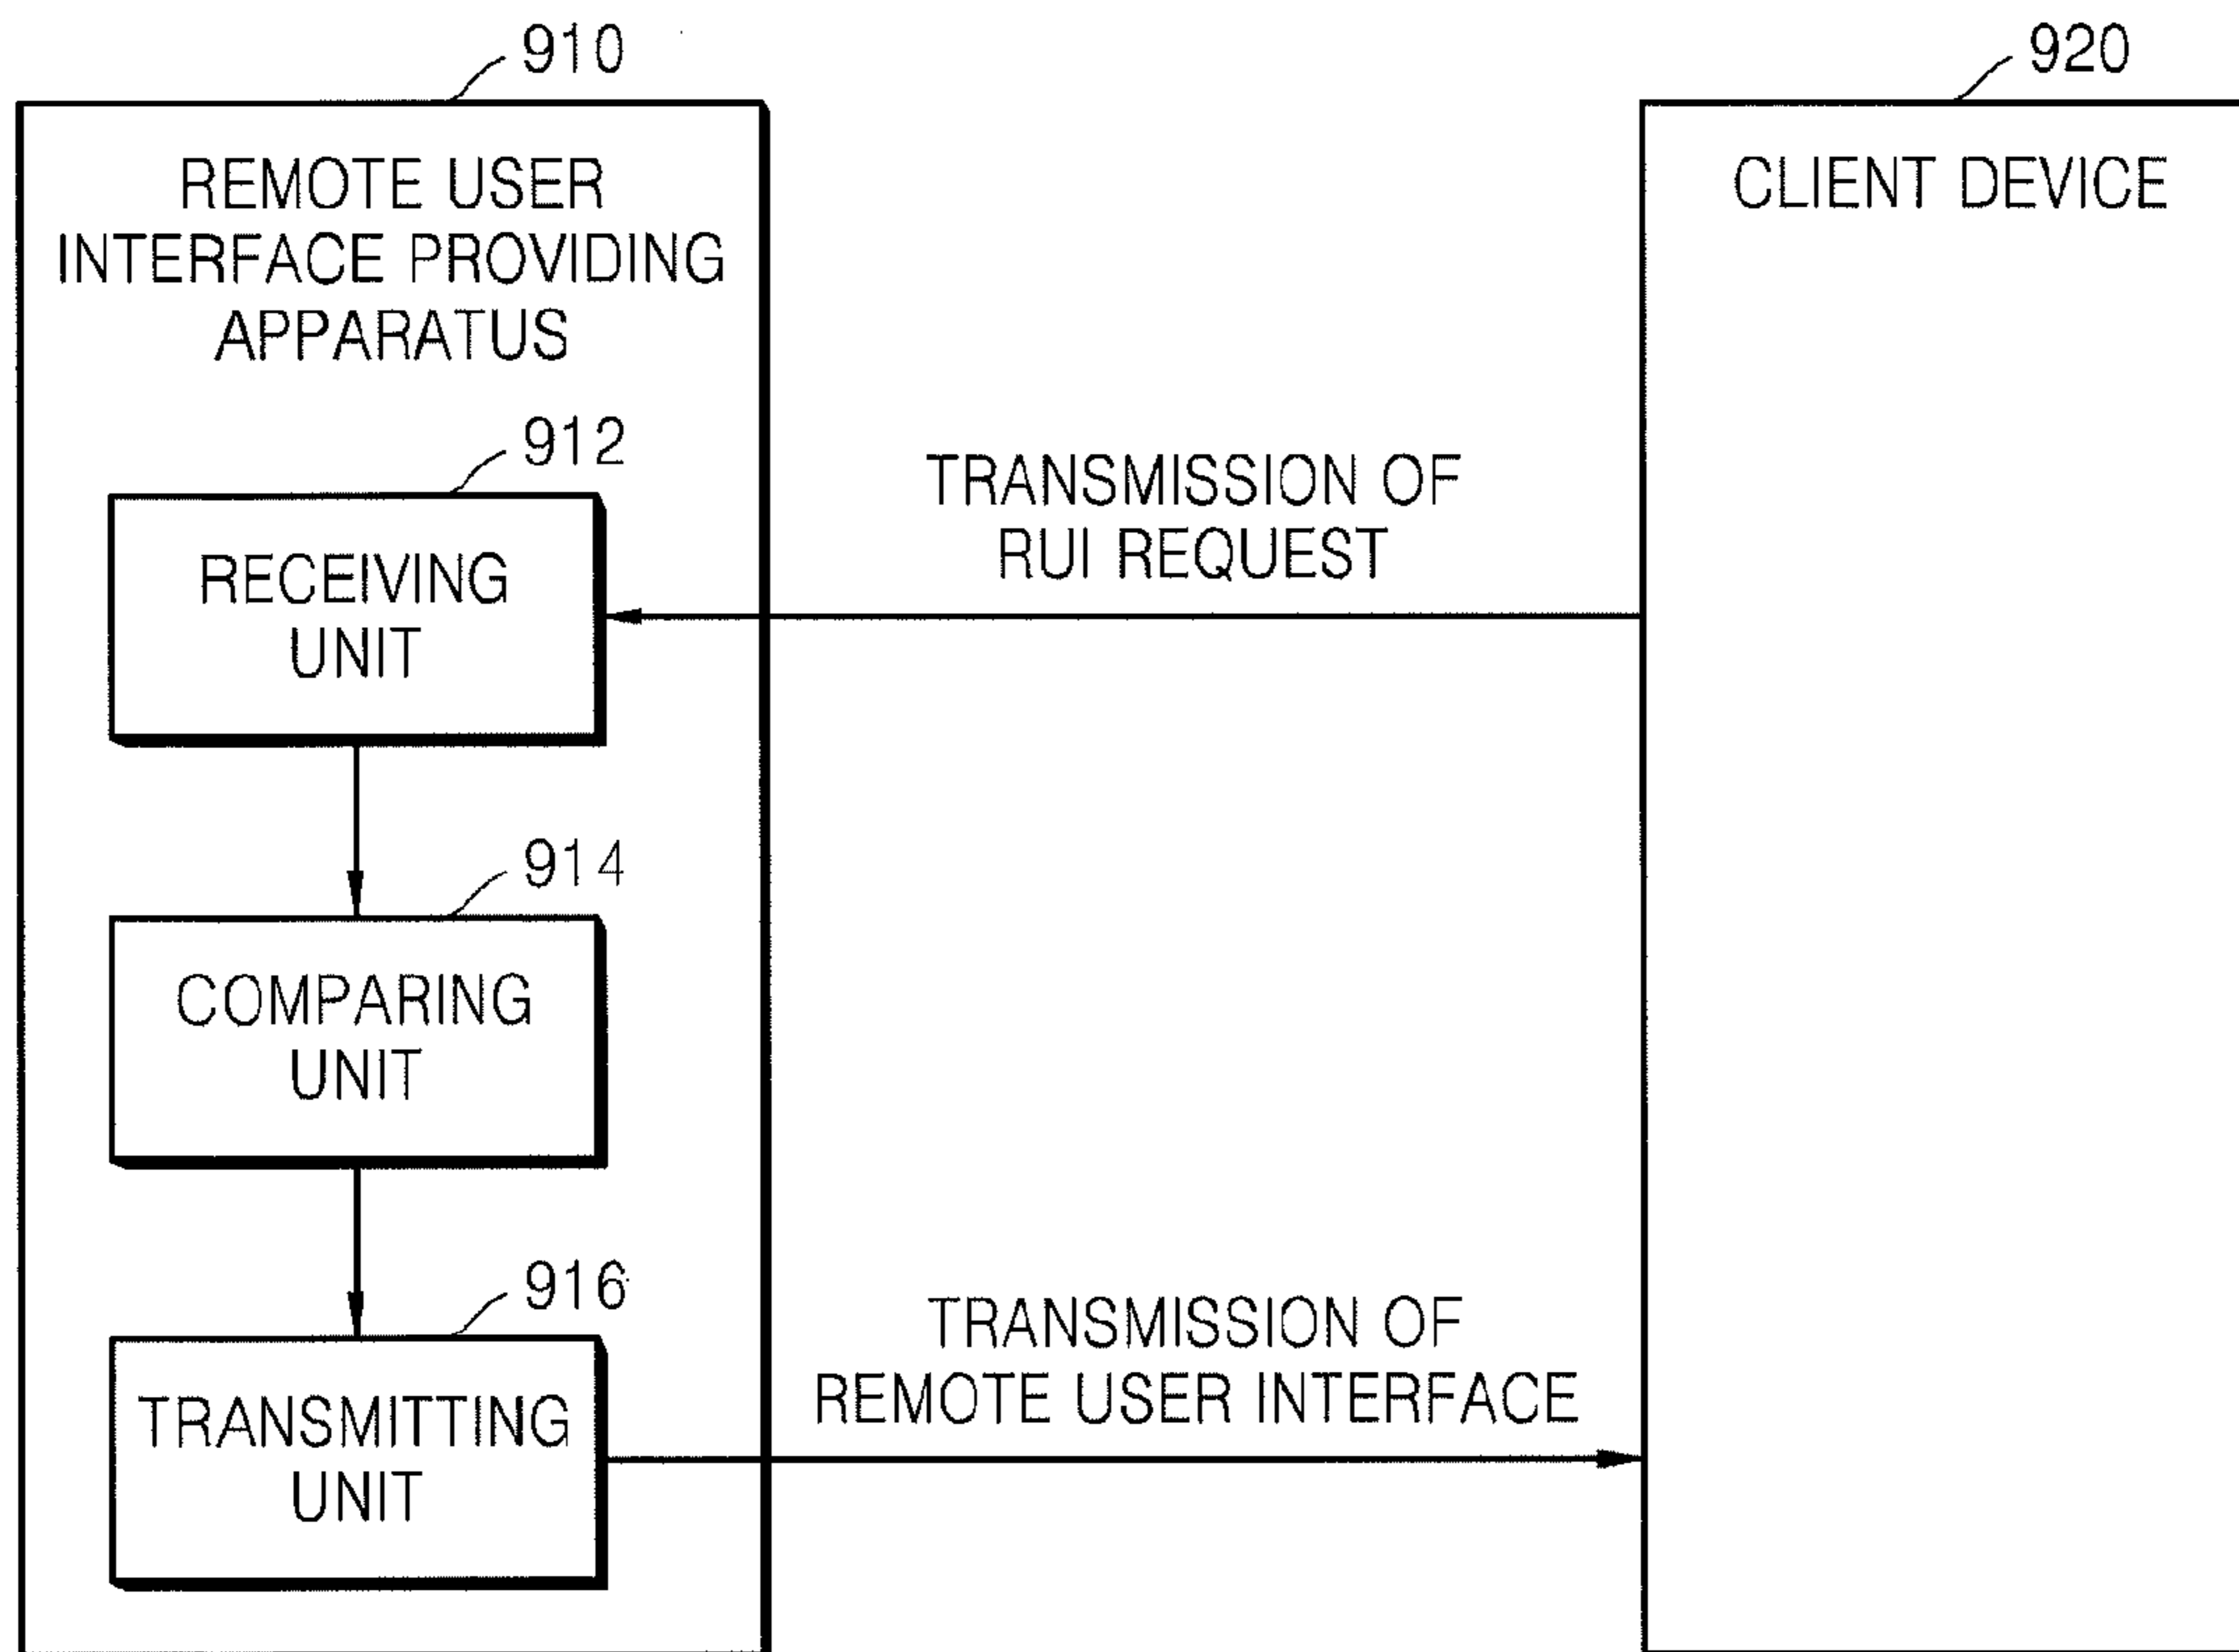 910
920
REMOTE USER
INTERFACE PROVIDING
APPARATUS
CLIENT DEVICE
912
RECEIVING
UNIT
TRANSMISSION OF
RUI REQUEST
914
COMPARING
UNIT
916
TRANSMITTING
UNIT
TRANSMISSION OF
REMOTE USER INTERFACE